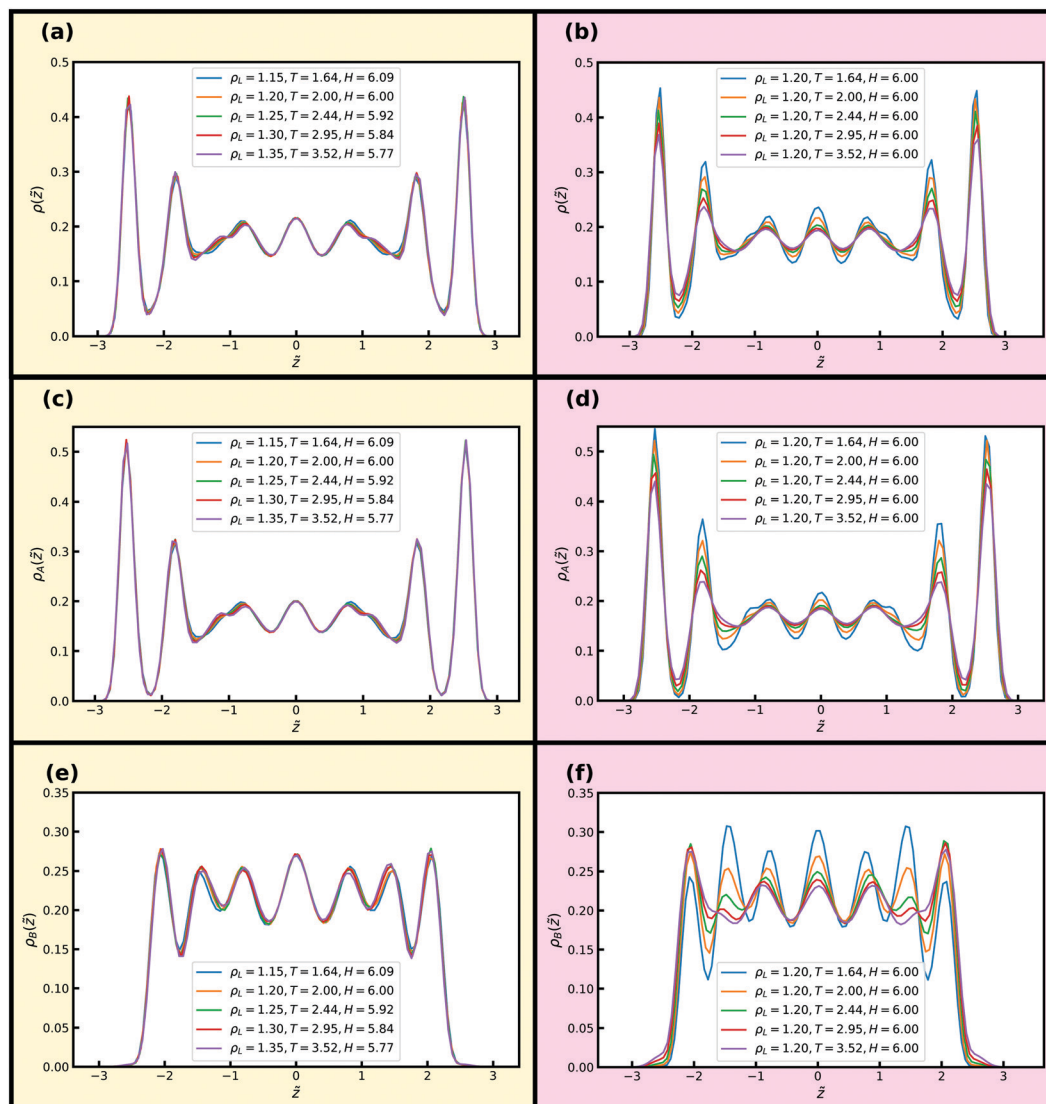 (a)
0.5
0.4
0.3
0.2
0.1
0.0
ρ(z̃)
ρ_L = 1.15, T = 1.64, H = 6.09
ρ_L = 1.20, T = 2.00, H = 6.00
ρ_L = 1.25, T = 2.44, H = 5.92
ρ_L = 1.30, T = 2.95, H = 5.84
ρ_L = 1.35, T = 3.52, H = 5.77
−3 −2 −1 0 1 2 3
z̃
(b)
0.5
0.4
0.3
0.2
0.1
0.0
ρ(z̃)
ρ_L = 1.20, T = 1.64, H = 6.00
ρ_L = 1.20, T = 2.00, H = 6.00
ρ_L = 1.20, T = 2.44, H = 6.00
ρ_L = 1.20, T = 2.95, H = 6.00
ρ_L = 1.20, T = 3.52, H = 6.00
−3 −2 −1 0 1 2 3
z̃
(c)
0.5
0.4
0.3
0.2
0.1
0.0
ρ_A(z̃)
ρ_L = 1.15, T = 1.64, H = 6.09
ρ_L = 1.20, T = 2.00, H = 6.00
ρ_L = 1.25, T = 2.44, H = 5.92
ρ_L = 1.30, T = 2.95, H = 5.84
ρ_L = 1.35, T = 3.52, H = 5.77
−3 −2 −1 0 1 2 3
z̃
(d)
0.5
0.4
0.3
0.2
0.1
0.0
ρ_A(z̃)
ρ_L = 1.20, T = 1.64, H = 6.00
ρ_L = 1.20, T = 2.00, H = 6.00
ρ_L = 1.20, T = 2.44, H = 6.00
ρ_L = 1.20, T = 2.95, H = 6.00
ρ_L = 1.20, T = 3.52, H = 6.00
−3 −2 −1 0 1 2 3
z̃
(e)
0.35
0.30
0.25
0.20
0.15
0.10
0.05
0.00
ρ_B(z̃)
ρ_L = 1.15, T = 1.64, H = 6.09
ρ_L = 1.20, T = 2.00, H = 6.00
ρ_L = 1.25, T = 2.44, H = 5.92
ρ_L = 1.30, T = 2.95, H = 5.84
ρ_L = 1.35, T = 3.52, H = 5.77
−3 −2 −1 0 1 2 3
z̃
(f)
0.35
0.30
0.25
0.20
0.15
0.10
0.05
0.00
ρ_B(z̃)
ρ_L = 1.20, T = 1.64, H = 6.00
ρ_L = 1.20, T = 2.00, H = 6.00
ρ_L = 1.20, T = 2.44, H = 6.00
ρ_L = 1.20, T = 2.95, H = 6.00
ρ_L = 1.20, T = 3.52, H = 6.00
−3 −2 −1 0 1 2 3
z̃